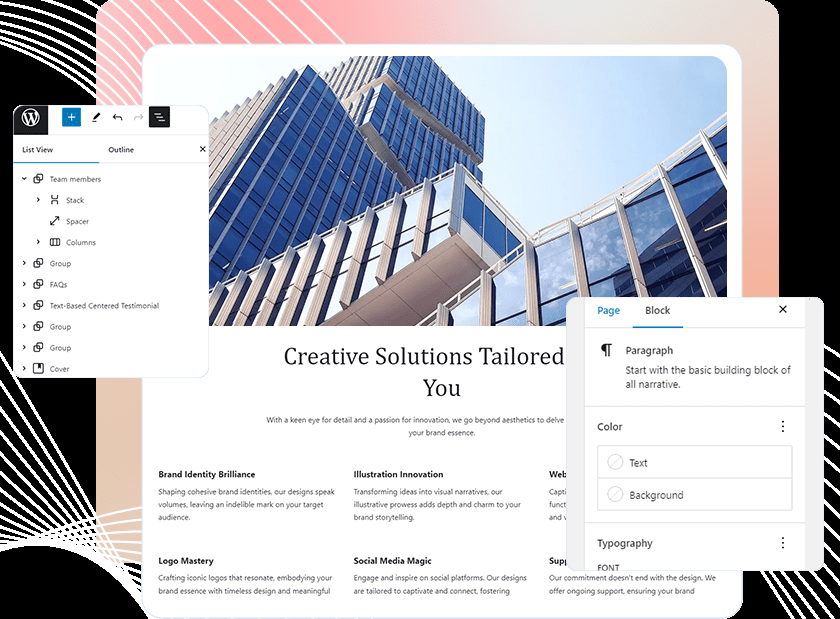 List View
Outline
Team members
Stack
Spacer
Columns
Group
FAQs
Text-Based Centered Testimonial
Group
Group
Cover
Creative Solutions Tailored
You
With a keen eye for detail and a passion for innovation, we go beyond aesthetics to delve
your brand essence.
Brand Identity Brilliance
Shaping cohesive brand identities, our designs speak
volumes, leaving an indelible mark on your target
audience.
Illustration Innovation
Transforming ideas into visual narratives, our
illustrative prowess adds depth and charm to your
brand storytelling.
Web
Capti
funct
and v
Logo Mastery
Crafting iconic logos that resonate, embodying your
brand essence with timeless design and meaningful
Social Media Magic
Engage and inspire on social platforms. Our designs
are tailored to captivate and connect, fostering
Supp
Our commitment doesn't end with the design. We
offer ongoing support, ensuring your brand
Page
Block
Paragraph
Start with the basic building block of
all narrative.
Color
Text
Background
Typography
FONT